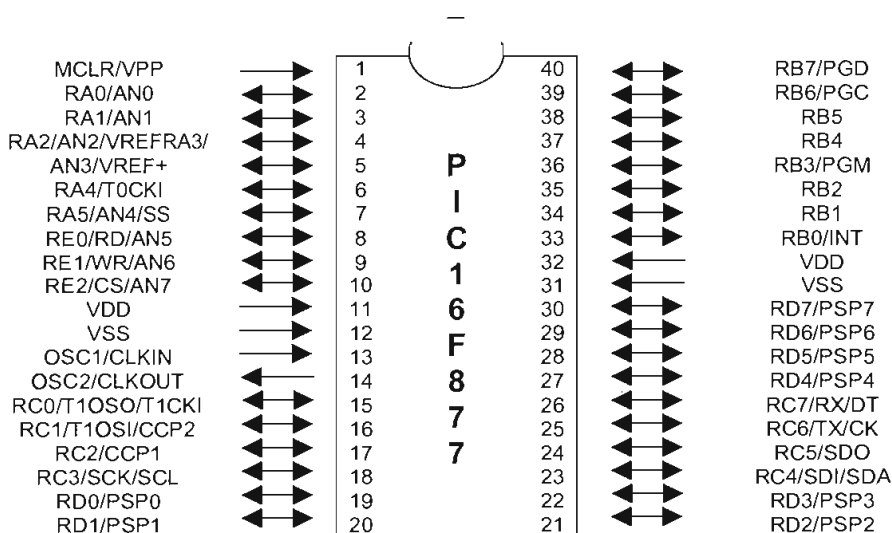 MCLR/VPP 1 40 RB7/PGD
RA0/AN0 2 39 RB6/PGC
RA1/AN1 3 38 RB5
RA2/AN2/VREFRA3/ 4 37 RB4
AN3/VREF+ 5 36 RB3/PGM
RA4/T0CKI 6 35 RB2
RA5/AN4/SS 7 34 RB1
RE0/RD/AN5 8 33 RB0/INT
RE1/WR/AN6 9 32 VDD
RE2/CS/AN7 10 31 VSS
VDD 11 30 RD7/PSP7
VSS 12 29 RD6/PSP6
OSC1/CLKIN 13 28 RD5/PSP5
OSC2/CLKOUT 14 27 RD4/PSP4
RC0/T1OSO/T1CKI 15 26 RC7/RX/DT
RC1/T1OSI/CCP2 16 25 RC6/TX/CK
RC2/CCP1 17 24 RC5/SDO
RC3/SCK/SCL 18 23 RC4/SDI/SDA
RD0/PSP0 19 22 RD3/PSP3
RD1/PSP1 20 21 RD2/PSP2
PIC16F877